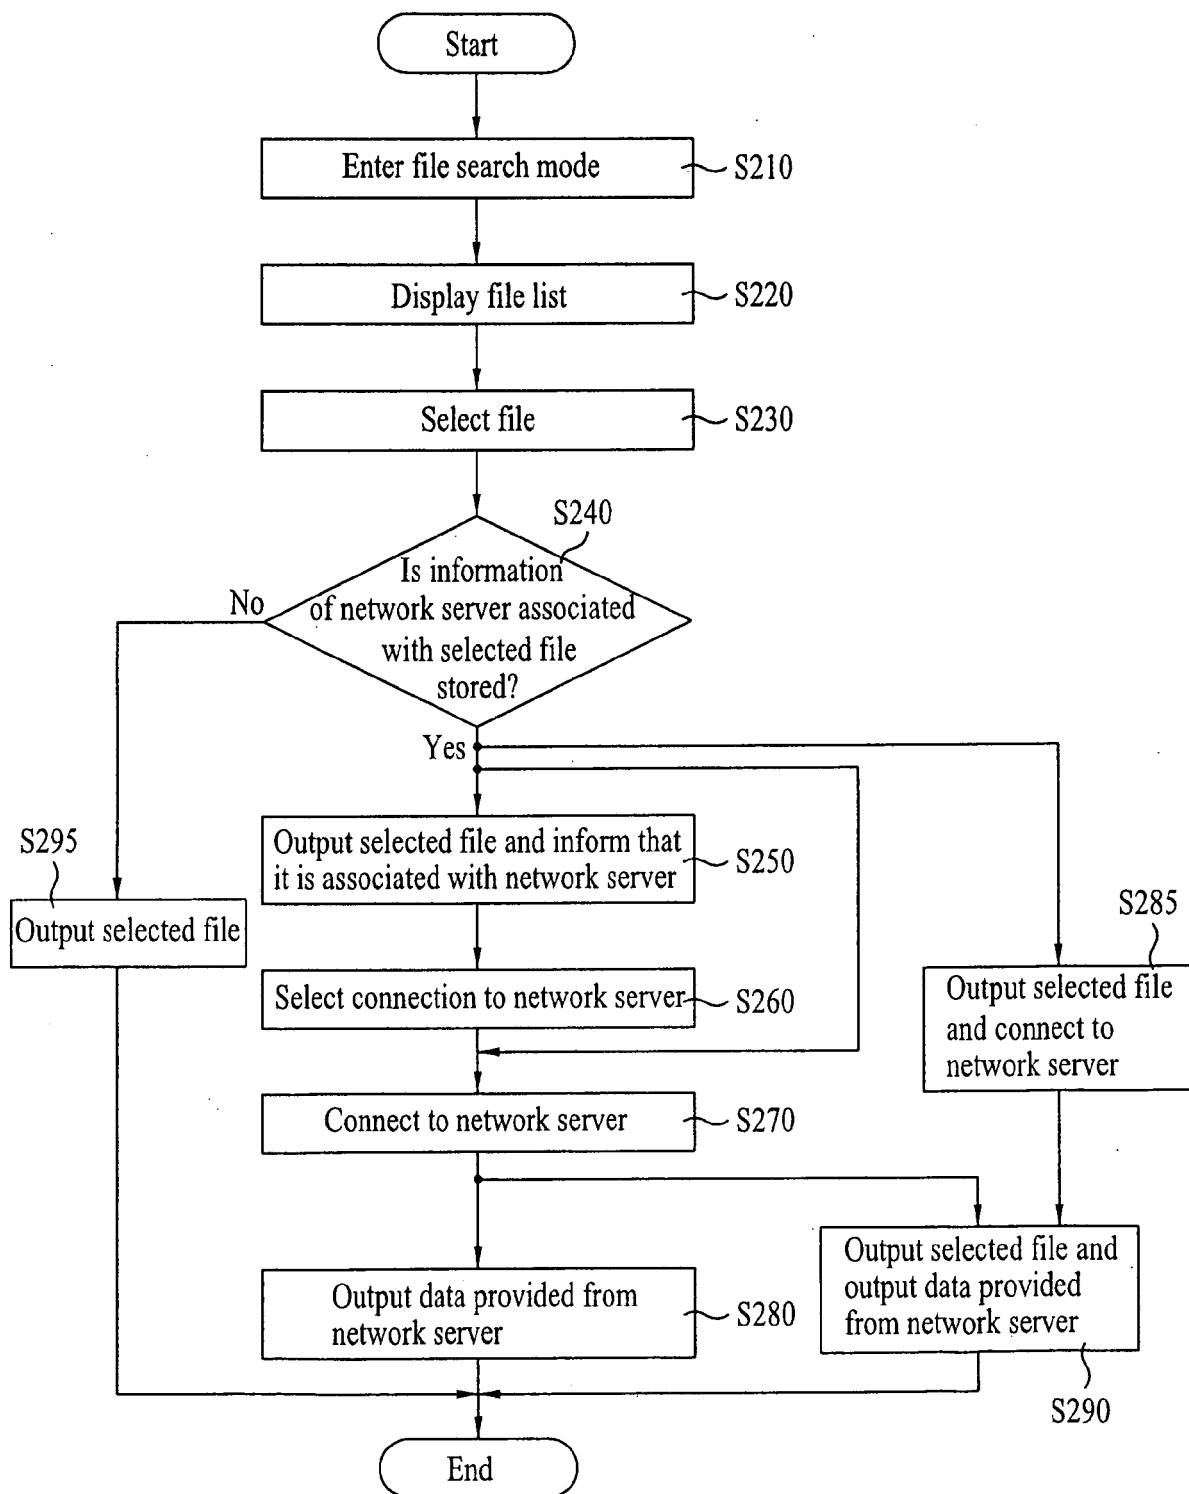 Start
Enter file search mode
S210
Display file list
S220
Select file
S230
S240
Is information
of network server associated
with selected file
stored?
No
Yes
S295
Output selected file
Output selected file and inform that
it is associated with network server
S250
S285
Output selected file
and connect to
network server
Select connection to network server
S260
Connect to network server
S270
Output selected file and
output data provided
from network server
Output data provided from
network server
S280
S290
End